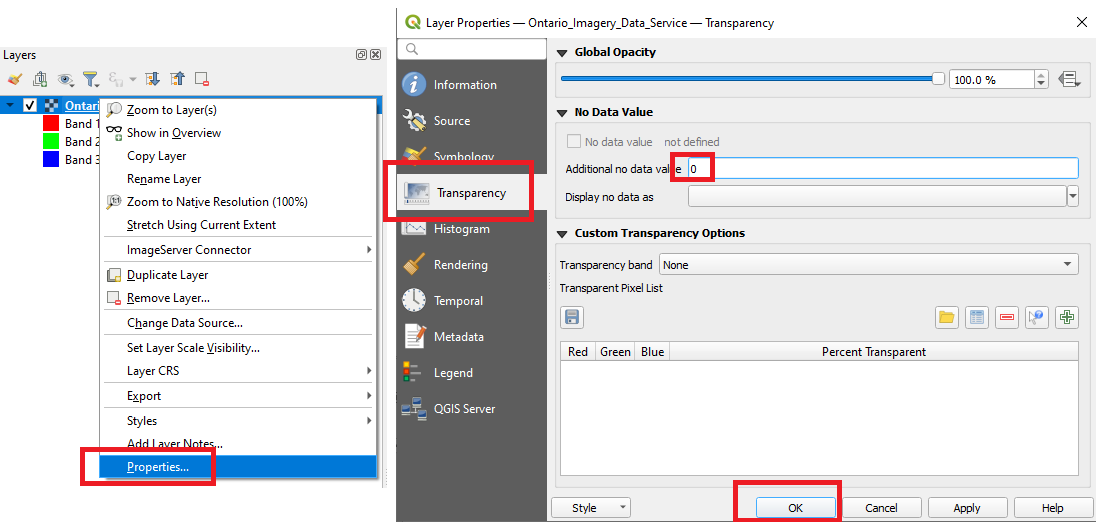 Layers
Ontari
Band 1
Band 2
Band 3
Zoom to Layer(s)
Show in Overview
Copy Layer
Rename Layer
Zoom to Native Resolution (100%)
Stretch Using Current Extent
ImageServer Connector
Duplicate Layer
Remove Layer...
Change Data Source...
Set Layer Scale Visibility...
Layer CRS
Export
Styles
Add Layer Notes...
Properties...
Layer Properties — Ontario_Imagery_Data_Service — Transparency
Information
Source
Symbology
Transparency
Histogram
Rendering
Temporal
Metadata
Legend
QGIS Server
Global Opacity
100.0 %
No Data Value
No data value not defined
Additional no data value 0
Display no data as
Custom Transparency Options
Transparency band None
Transparent Pixel List
Red Green Blue Percent Transparent
Style OK Cancel Apply Help